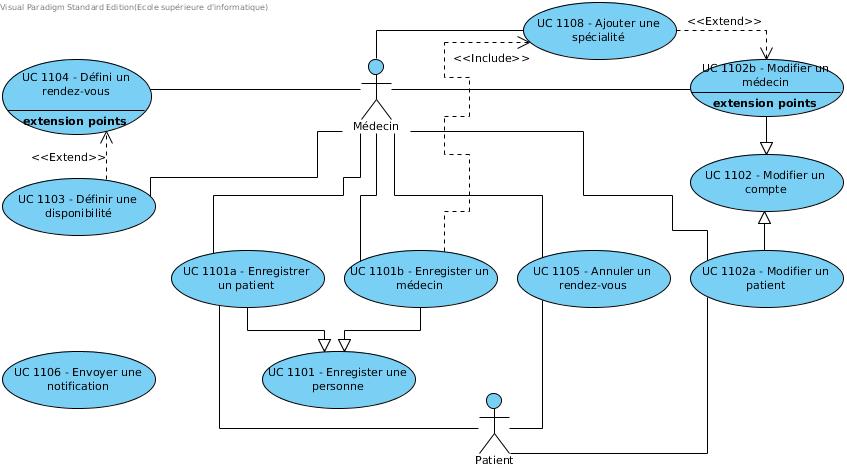 Visual Paradigm Standard Edition(Ecole supérieure d'informatique)
UC 1108 - Ajouter une
spécialité
<<Extend>>
<<Include>>
UC 1104 - Défini un
rendez-vous
extension points
UC 1102b - Modifier un
médecin
extension points
Médecin
<<Extend>>
UC 1103 - Définir une
disponibilité
UC 1102 - Modifier un
compte
UC 1101a - Enregistrer
un patient
UC 1101b - Enregister un
médecin
UC 1105 - Annuler un
rendez-vous
UC 1102a - Modifier un
patient
UC 1106 - Envoyer une
notification
UC 1101 - Enregister une
personne
Patient